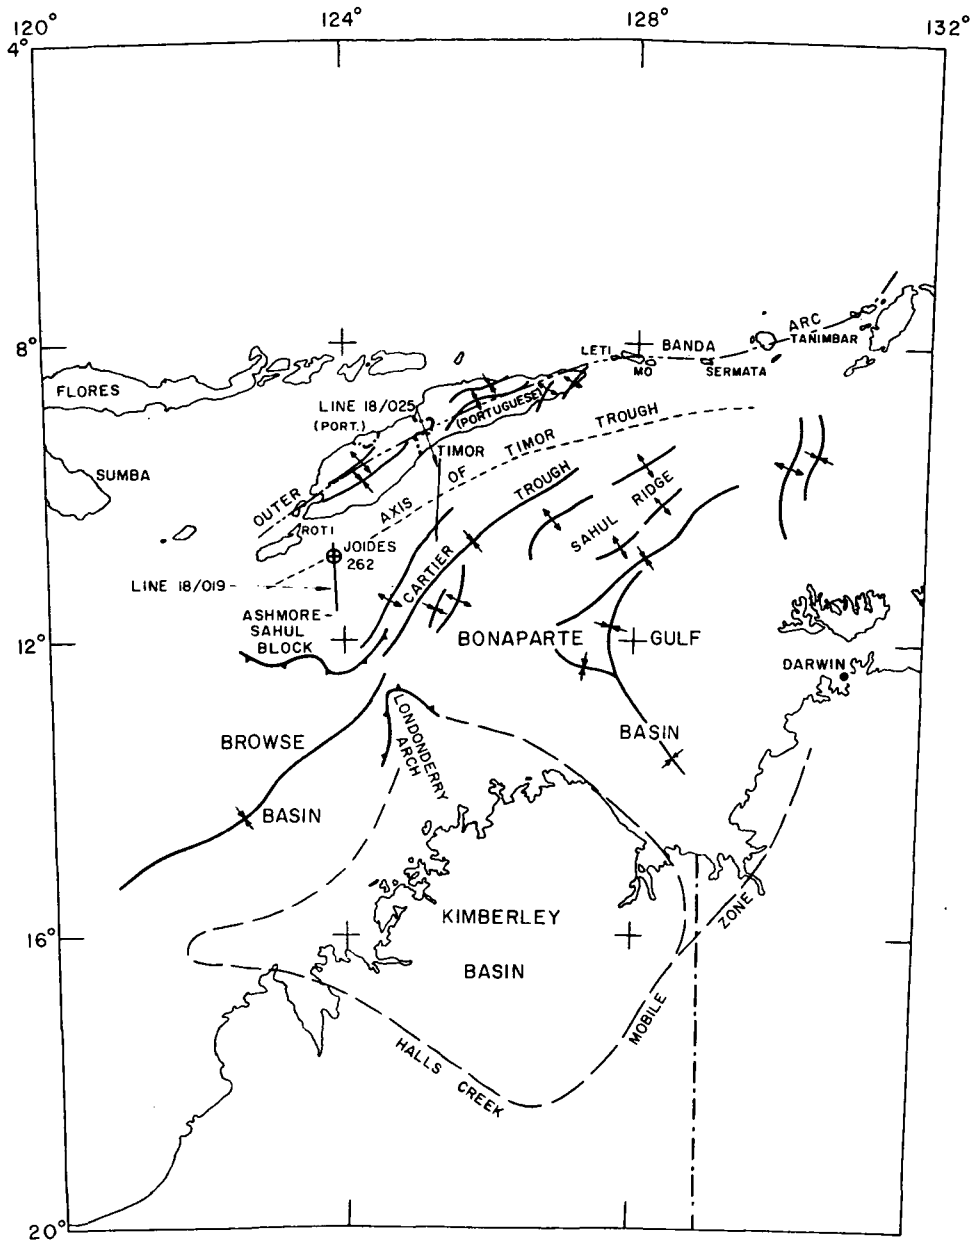 120°
124°
128°
132°
4°
8°
12°
16°
20°
FLORES
SUMBA
LINE 18/025
(PORT.)
(PORTUGUESE)
TIMOR
LETI
MO
BANDA
SERMATA
ARC
TANIMBAR
OUTER
ROTI
AXIS OF TIMOR TROUGH
JOIDES
262
LINE 18/019
CARTIER TROUGH
SAHUL RIDGE
ASHMORE-
SAHUL
BLOCK
BONAPARTE GULF
BASIN
DARWIN
LONDONDERRY
ARCH
BROWSE
BASIN
KIMBERLEY
BASIN
HALLS CREEK
MOBILE
ZONE